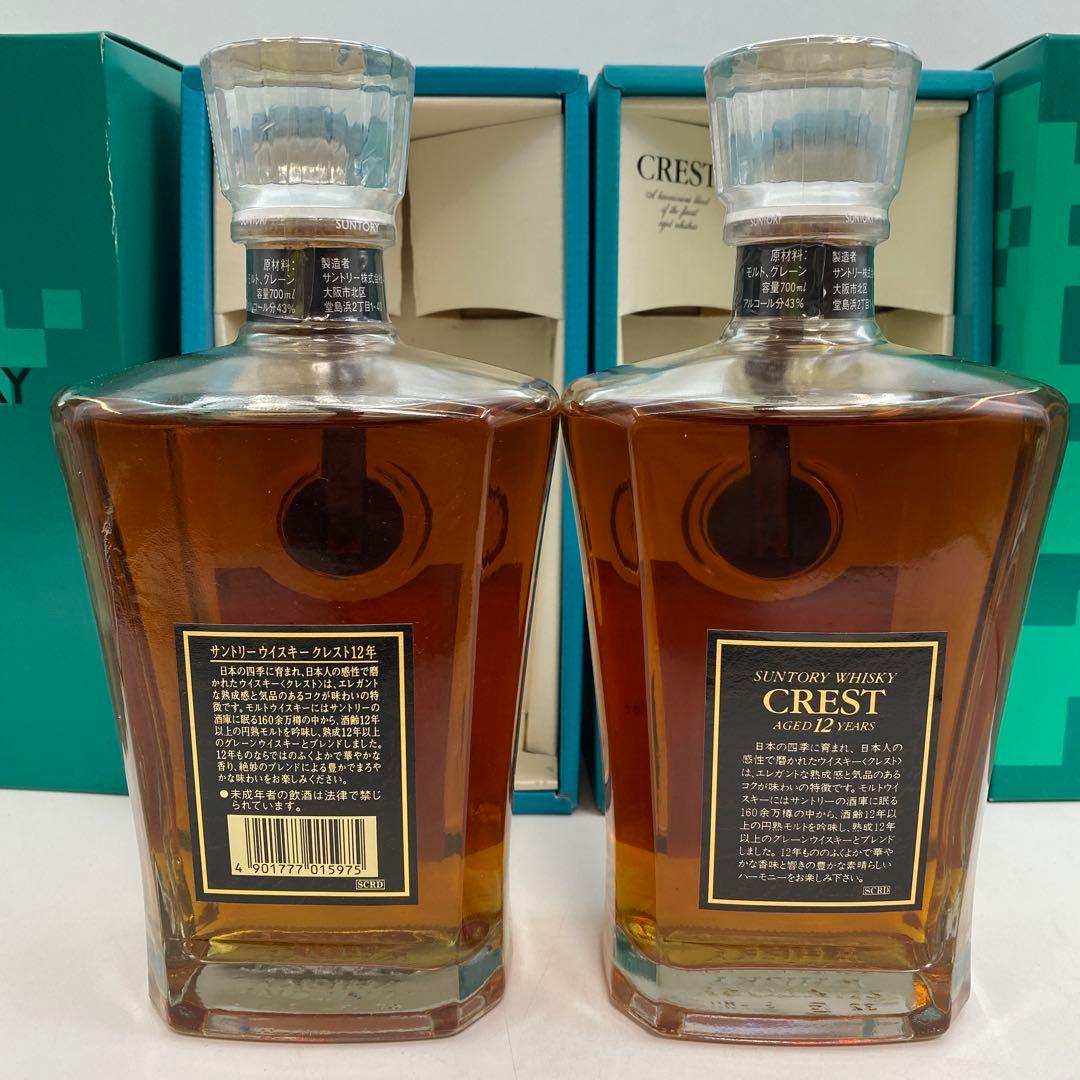 CREST
A harmonious blend
of the finest
aged whiskies
SUNTORY
SUNTORY
SUNTORY
SUNTORY
原材料:
モルト、グレーン
容量700ml
アルコール分43%
製造者
サントリー株式会社
大阪市北区
堂島浜2丁目1-40
原材料:
モルト、グレーン
容量700ml
アルコール分43%
製造者
サントリー株式会
大阪市北区
堂島浜2丁目
サントリーウイスキー クレスト12年
日本の四季に育まれ、日本人の感性で磨
かれたウイスキー〈クレスト〉は、エレガント
な熟成感と気品のあるコクが味わいの特
徴です。モルトウイスキーにはサントリーの
酒庫に眠る160余万樽の中から、酒齢12年
以上の円熟モルトを吟味し、熟成12年以上
のグレーンウイスキーとブレンドしました。
12年ものならではのふくよかで華やかな
香り、絶妙のブレンドによる豊かでまろや
かな味わいをお楽しみください。
●未成年者の飲酒は法律で禁じ
られています。
4 901777 015975
SCRD
SUNTORY WHISKY
CREST
AGED 12 YEARS
日本の四季に育まれ、日本人の
感性で磨かれたウイスキー〈クレスト〉
は、エレガントな熟成感と気品のある
コクが味わいの特徴です。モルトウイ
スキーにはサントリーの酒庫に眠る
160余万樽の中から、酒齢12年以
上の円熟モルトを吟味し、熟成12年
以上のグレーンウイスキーとブレンド
しました。12年もののふくよかで華や
かな香味と響きの豊かな素晴らしい
ハーモニーをお楽しみ下さい。
SCRD